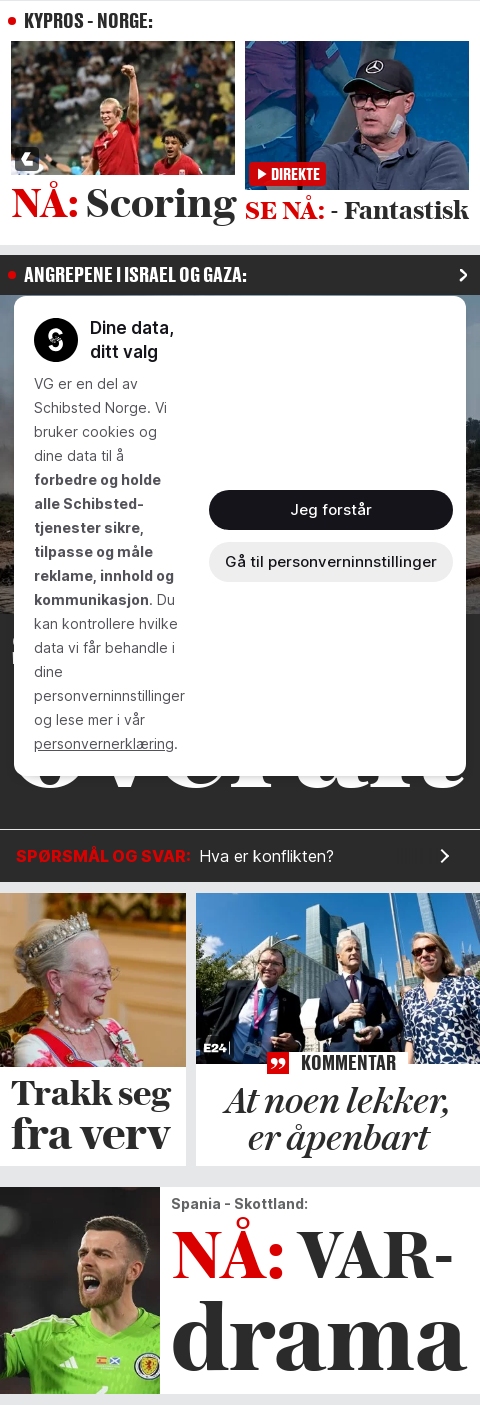 KYPROS - NORGE:
NÅ: Scoring
DIREKTE
SE NÅ: - Fantastisk
ANGREPENE I ISRAEL OG GAZA:
Dine data,
ditt valg
VG er en del av
Schibsted Norge. Vi
bruker cookies og
dine data til å
forbedre og holde
alle Schibsted-
tjenester sikre,
tilpasse og måle
reklame, innhold og
kommunikasjon. Du
kan kontrollere hvilke
data vi får behandle i
dine
personverninnstillinger
og lese mer i vår
personvernerklæring.
Jeg forstår
Gå til personverninnstillinger
SPØRSMÅL OG SVAR: Hva er konflikten?
Trakk seg
fra verv
E24
KOMMENTAR
At noen lekker,
er åpenbart
Spania - Skottland:
NÅ: VAR-
drama